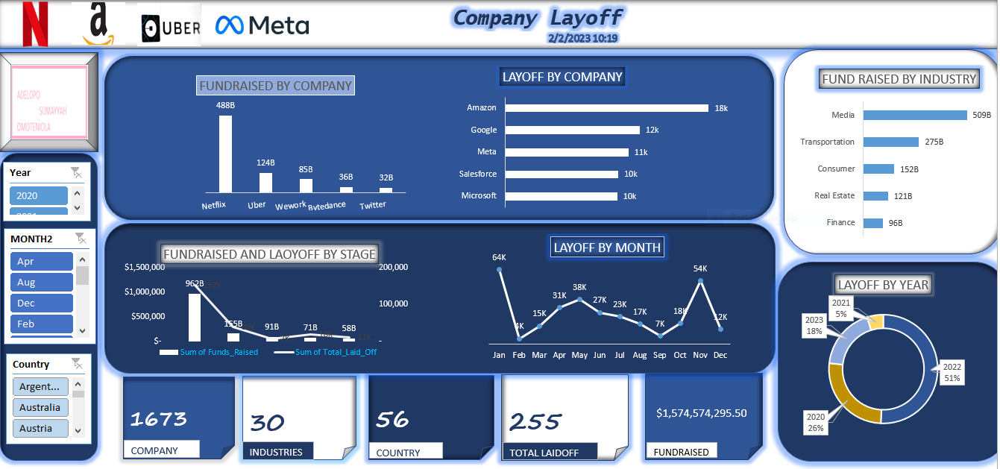 N
a
UBER
Meta
Company Layoff
2/2/2023 10:19
ADELOPO
SUMAYYAH
OMOTENIOLA
Year
2020
MONTH2
Apr
Aug
Dec
Feb
Country
Argent...
Australia
Austria
FUNDRAISED BY COMPANY
488B
124B
85B
36B
32B
Netflix
Uber
Wework
Bytedance
Twitter
LAYOFF BY COMPANY
Amazon 18k
Google 12k
Meta 11k
Salesforce 10k
Microsoft 10k
FUND RAISED BY INDUSTRY
Media 509B
Transportation 275B
Consumer 152B
Real Estate 121B
Finance 96B
FUNDRAISED AND LAOYOFF BY STAGE
$1,500,000
$1,000,000
$500,000
$-
200,000
100,000
-
962B
155B
91B
71B
58B
Sum of Funds_Raised
Sum of Total_Laid_Off
LAYOFF BY MONTH
64K
4K
15K
31K
38K
27K
23K
17K
7K
18K
54K
12K
Jan Feb Mar Apr May Jun Jul Aug Sep Oct Nov Dec
LAYOFF BY YEAR
2021
5%
2023
18%
2022
51%
2020
26%
1673
COMPANY
30
INDUSTRIES
56
COUNTRY
255
TOTAL LAIDOFF
$1,574,574,295.50
FUNDRAISED